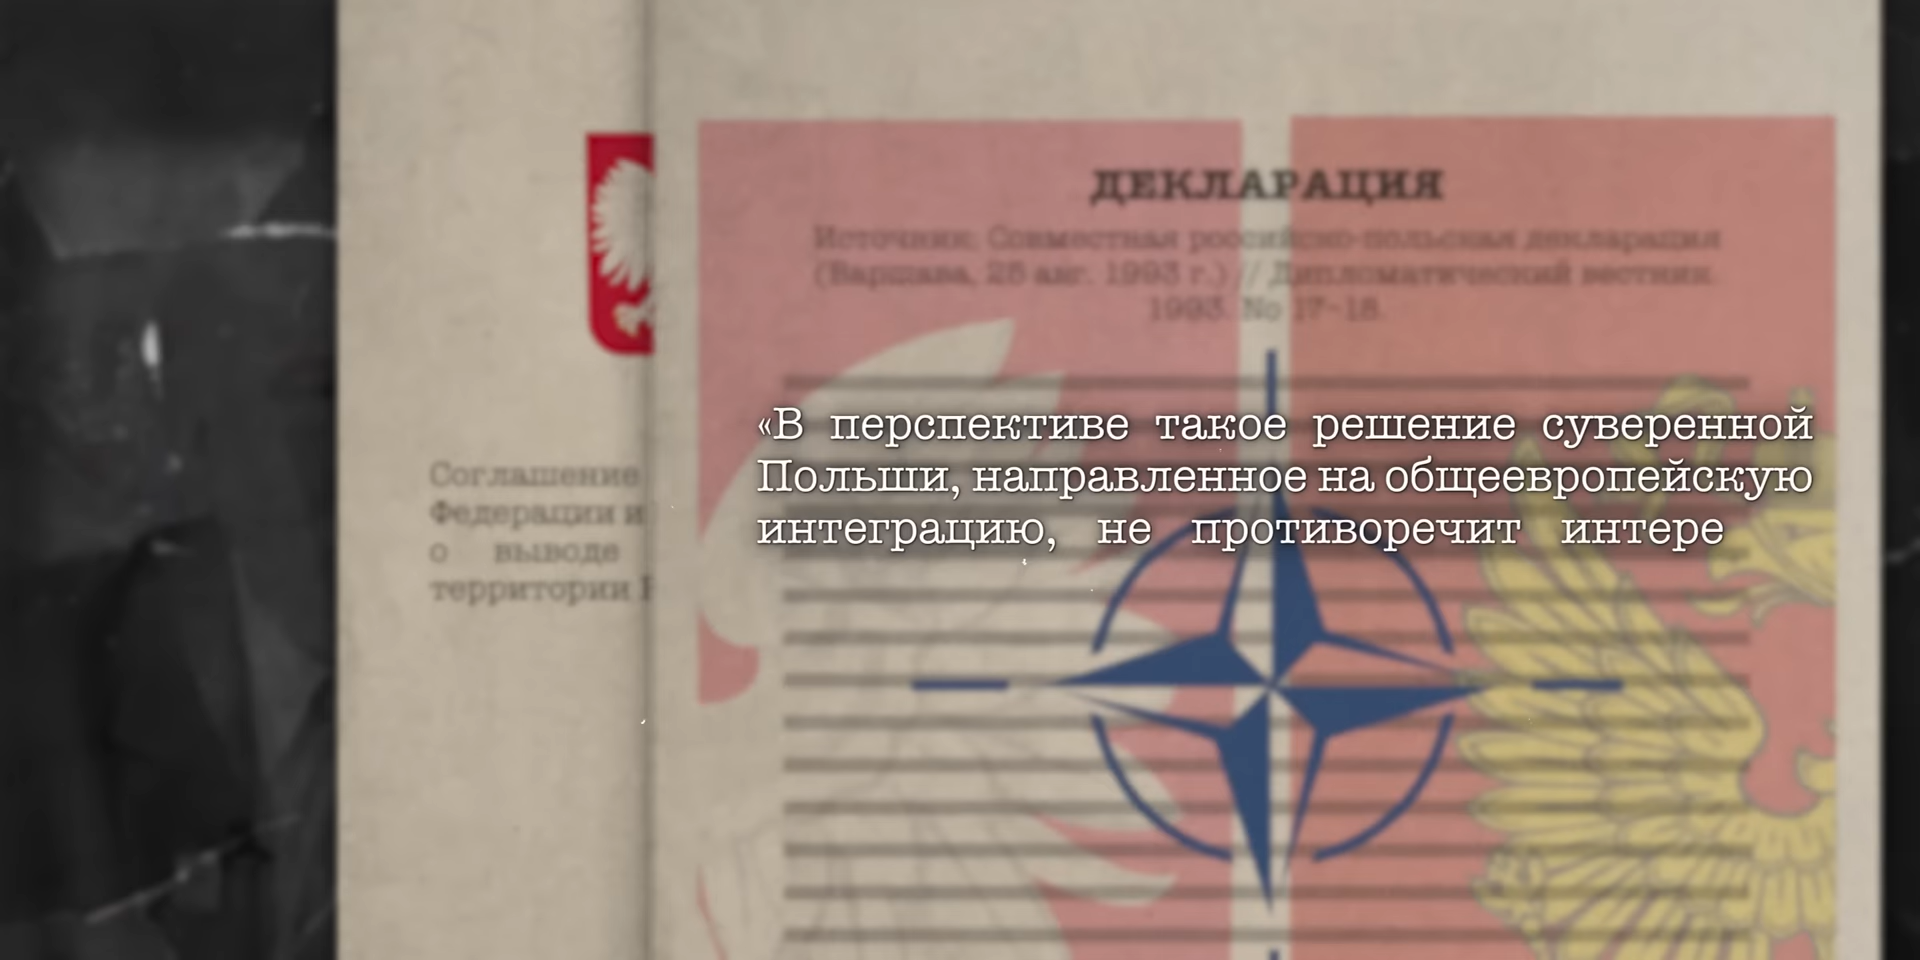 ДЕКЛАРАЦИЯ
Источник: Совместная российско-польская декларация
(Варшава, 25 авг. 1993 г.) // Дипломатический вестник.
1993. No 17-18.
«В перспективе такое решение суверенной
Польши, направленное на общеевропейскую
интеграцию, не противоречит интере
Соглашение
Федерации и
о выводе
территории